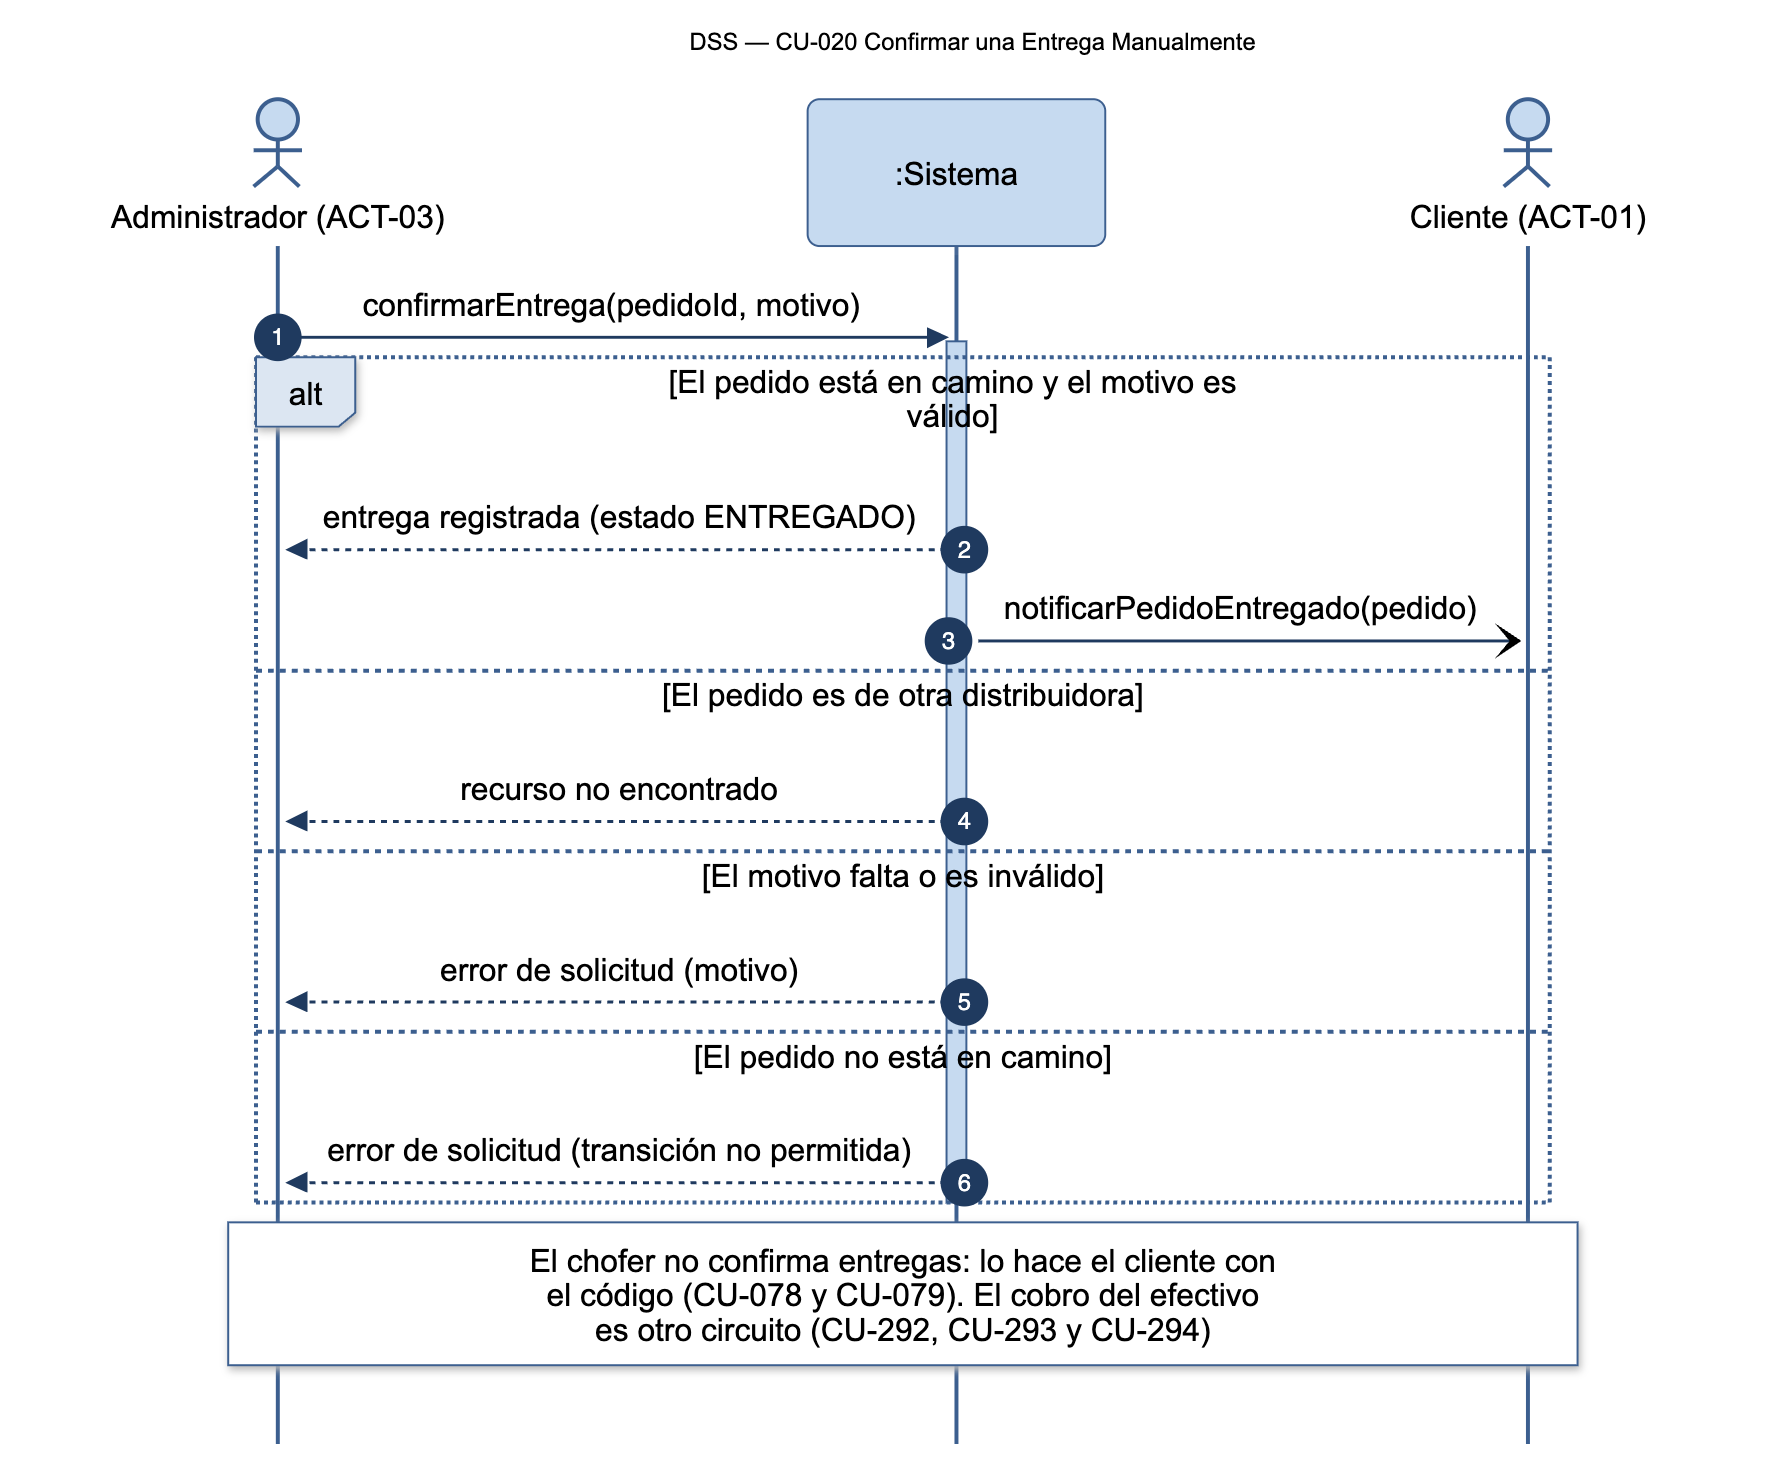 DSS — CU-020 Confirmar una Entrega Manualmente
Administrador (ACT-03)
:Sistema
Cliente (ACT-01)
confirmarEntrega(pedidoId, motivo)
1
alt
[El pedido está en camino y el motivo es
válido]
entrega registrada (estado ENTREGADO)
2
notificarPedidoEntregado(pedido)
3
[El pedido es de otra distribuidora]
recurso no encontrado
4
[El motivo falta o es inválido]
error de solicitud (motivo)
5
[El pedido no está en camino]
error de solicitud (transición no permitida)
6
El chofer no confirma entregas: lo hace el cliente con
el código (CU-078 y CU-079). El cobro del efectivo
es otro circuito (CU-292, CU-293 y CU-294)